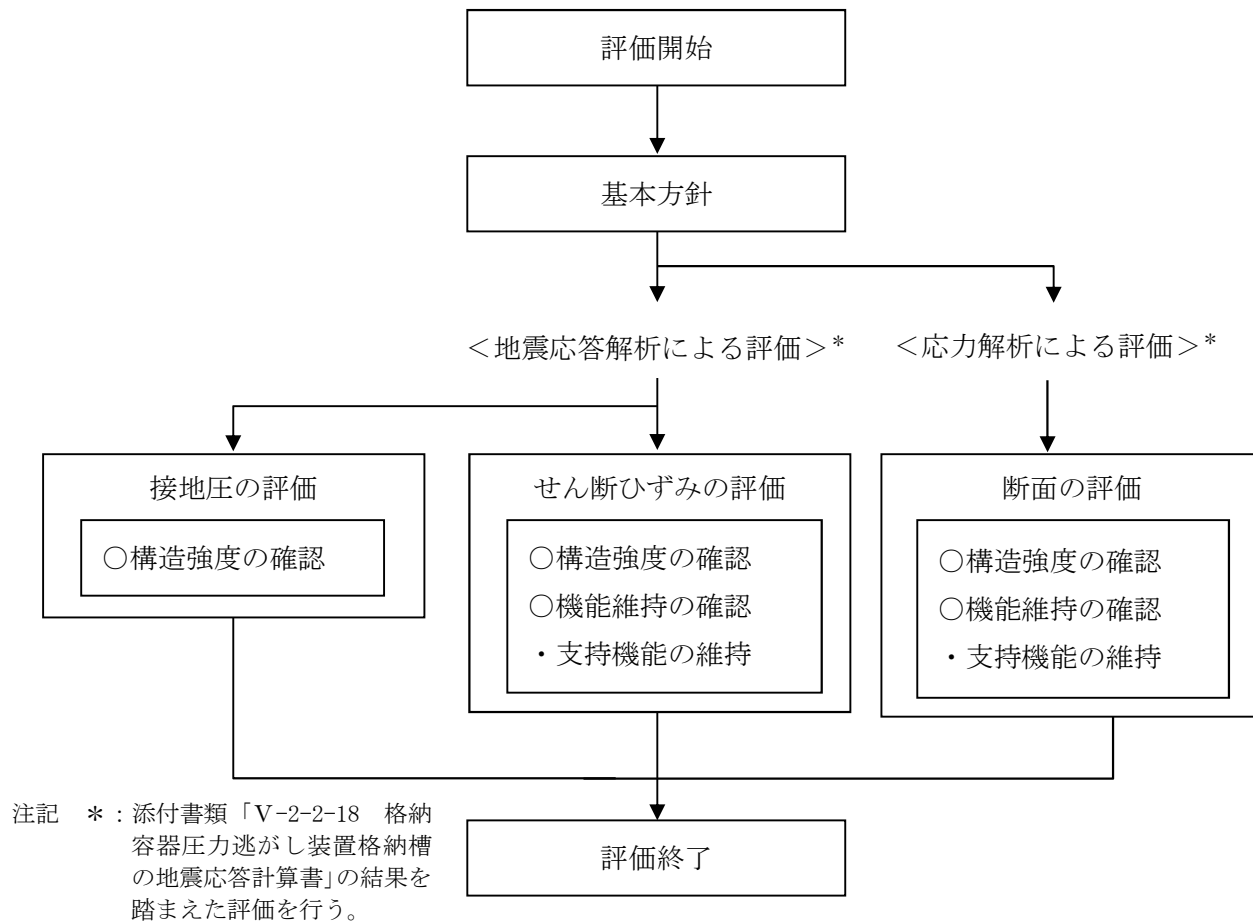 評価開始
基本方針
＜地震応答解析による評価＞*
＜応力解析による評価＞*
接地圧の評価
○構造強度の確認
せん断ひずみの評価
○構造強度の確認
○機能維持の確認
・支持機能の維持
断面の評価
○構造強度の確認
○機能維持の確認
・支持機能の維持
注記　＊：添付書類「Ⅴ-2-2-18　格納
容器圧力逃がし装置格納槽
の地震応答計算書」の結果を
踏まえた評価を行う。
評価終了